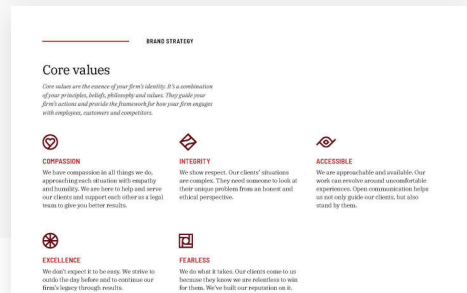 BRAND STRATEGY
Core values
Core values are the essence of your firm's identity. It's a combination
of your principles, beliefs, philosophy and values. They guide your
firm's actions and provide the framework for how your firm engages
with employees, customers and competitors.
COMPASSION
We have compassion in all things we do,
approaching each situation with empathy
and humility. We are here to help and serve
our clients and support each other as a legal
team to give you better results.
INTEGRITY
We show respect. Our clients' situations
are complex. They need someone to look at
their unique problem from an honest and
ethical perspective.
ACCESSIBLE
We are approachable and available. Our
work can revolve around uncomfortable
experiences. Open communication helps
us not only guide our clients, but also
stand by them.
EXCELLENCE
We don't expect it to be easy. We strive to
outdo the day before and to continue our
firm's legacy through results.
FEARLESS
We do what it takes. Our clients come to us
because they know we are relentless to win
for them. We've built our reputation on it.